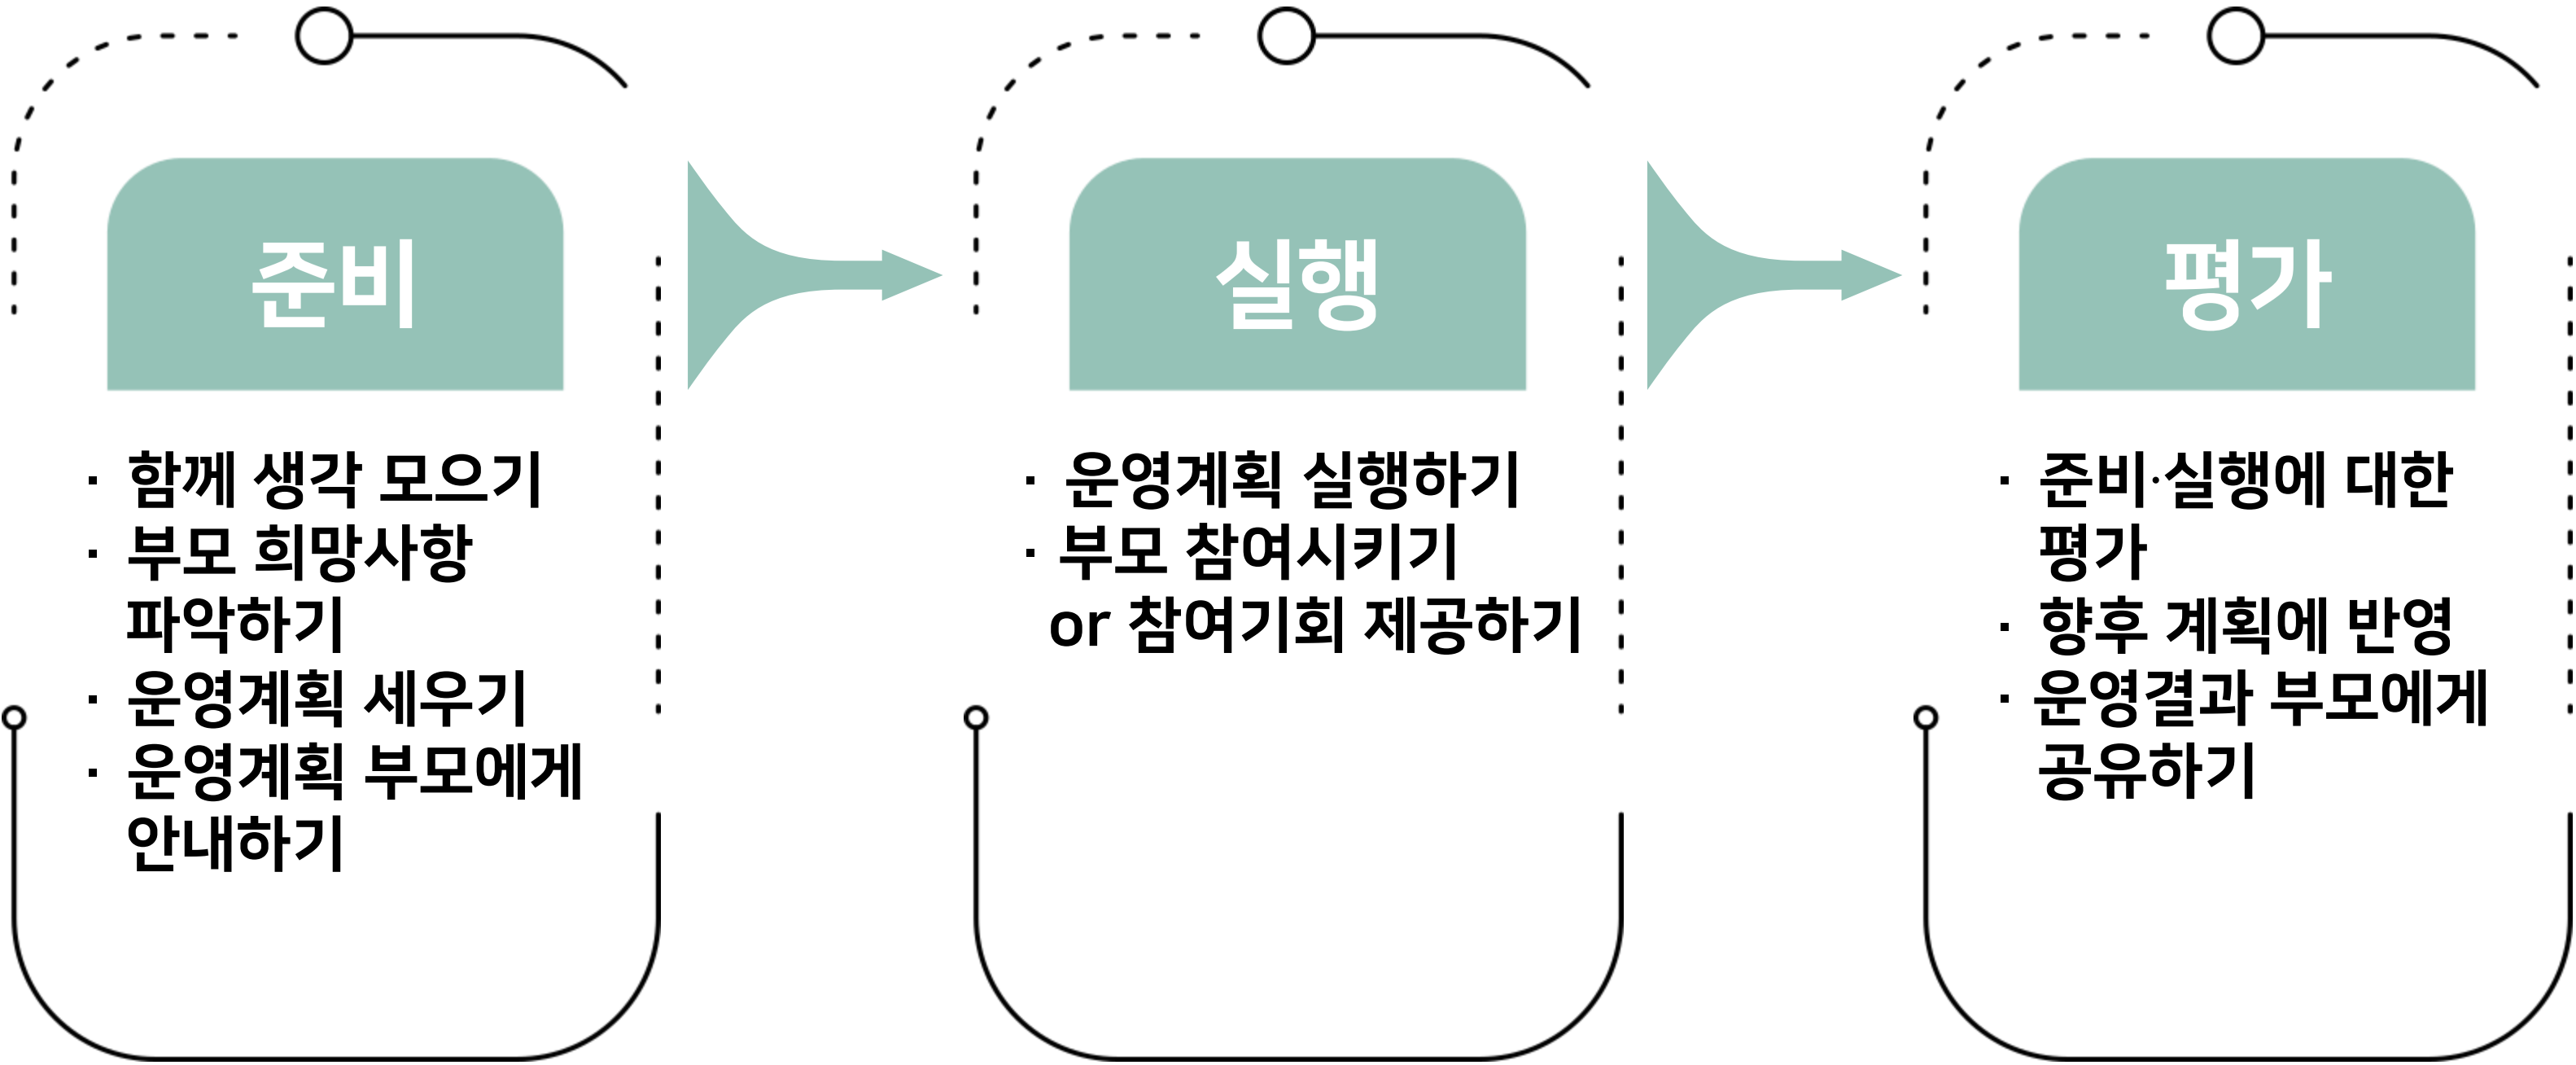 준비
· 함께 생각 모으기
· 부모 희망사항
파악하기
· 운영계획 세우기
· 운영계획 부모에게
안내하기
실행
· 운영계획 실행하기
· 부모 참여시키기
or 참여기회 제공하기
평가
· 준비·실행에 대한
평가
· 향후 계획에 반영
· 운영결과 부모에게
공유하기